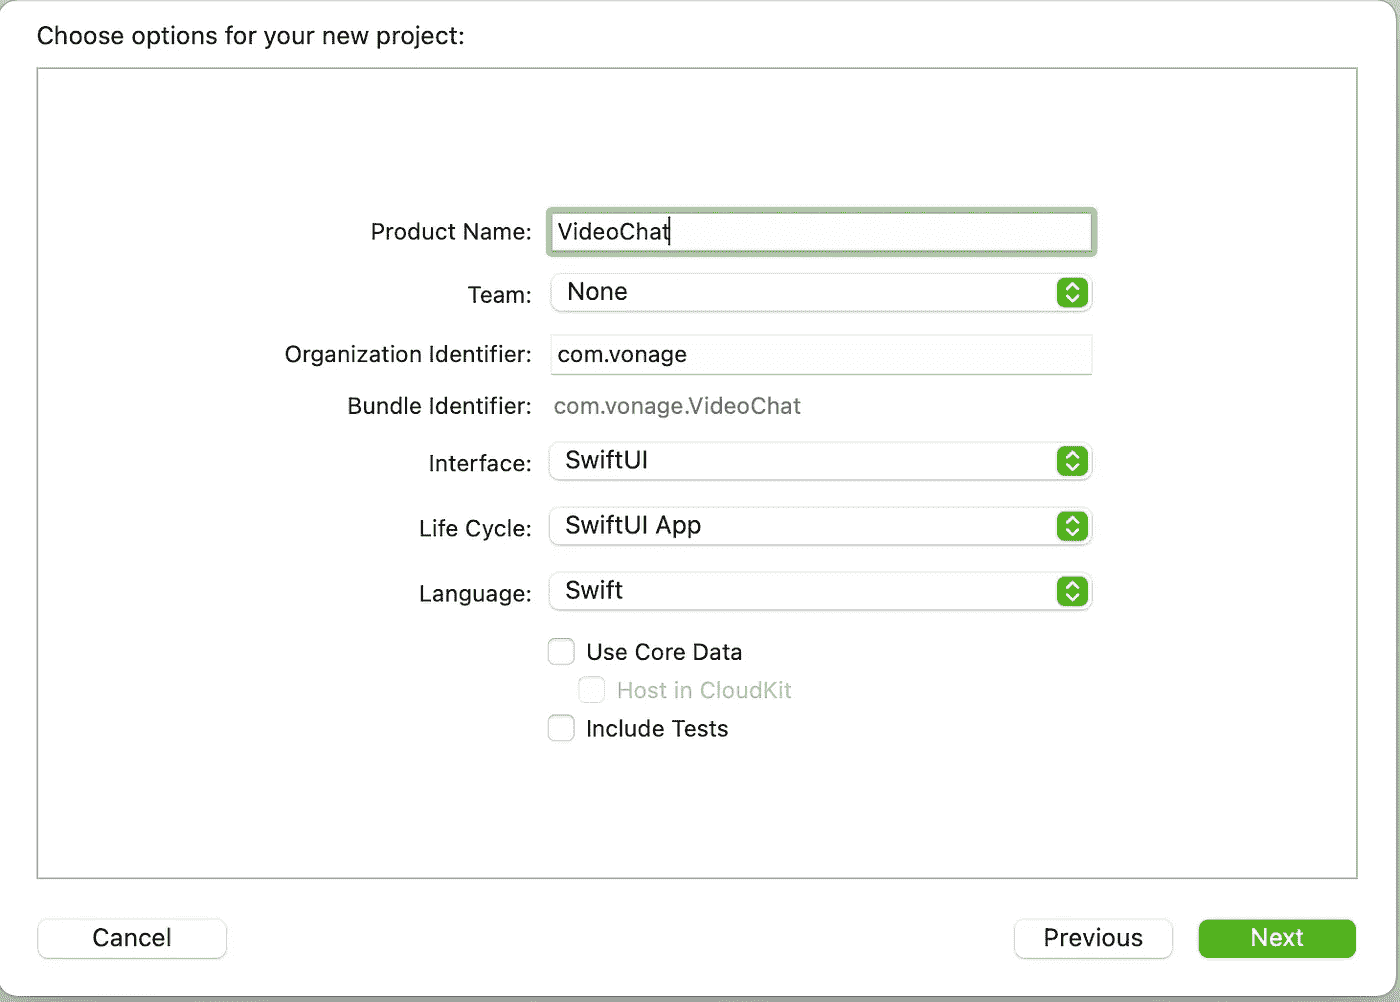 Choose options for your new project:
Product Name: VideoChat
Team: None
Organization Identifier: com.vonage
Bundle Identifier: com.vonage.VideoChat
Interface: SwiftUI
Life Cycle: SwiftUI App
Language: Swift
Use Core Data
Host in CloudKit
Include Tests
Cancel Previous Next